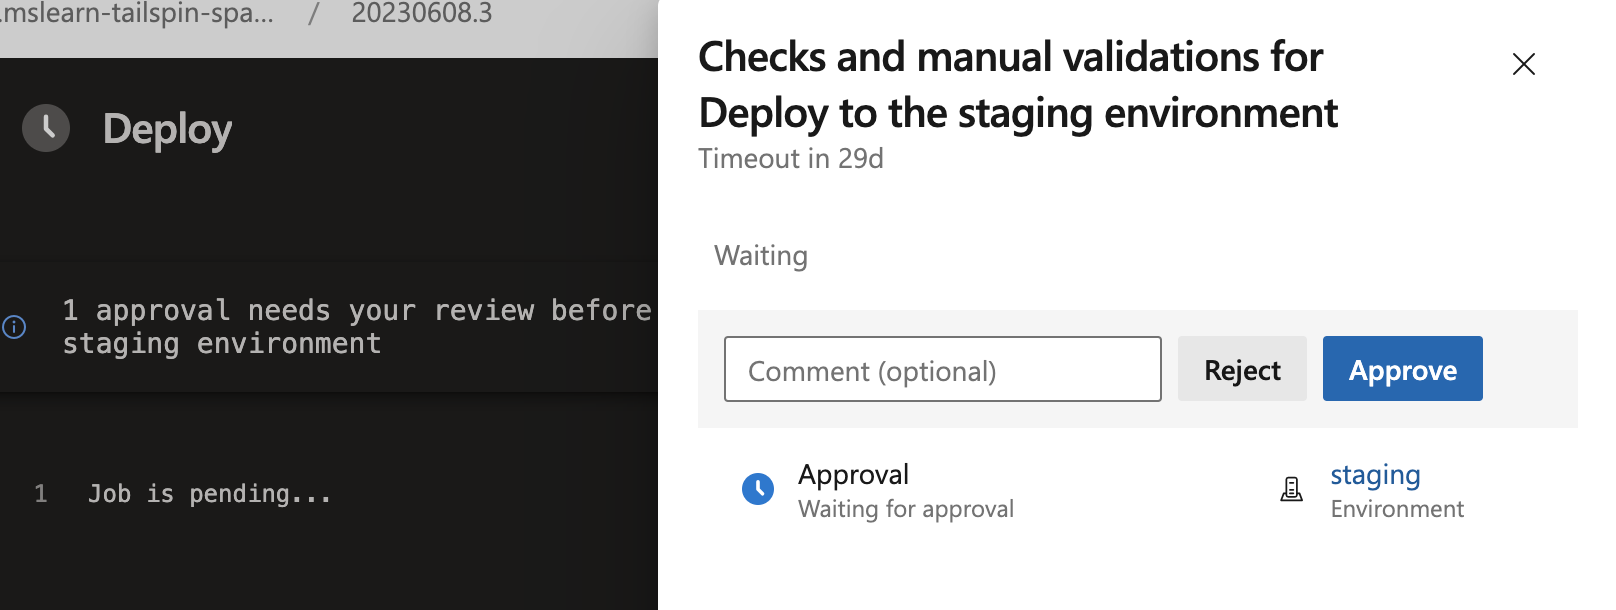 .mslearn-tailspin-spa... / 20230608.3
Deploy
1 approval needs your review before
staging environment
1 Job is pending...
Checks and manual validations for
Deploy to the staging environment
Timeout in 29d
Waiting
Comment (optional) Reject Approve
Approval
Waiting for approval
staging
Environment